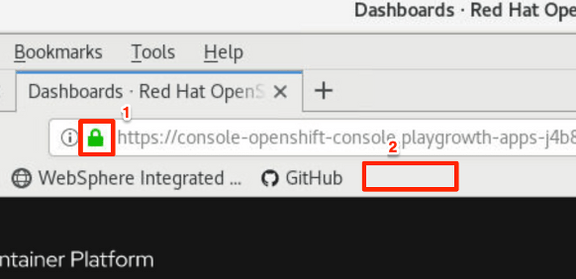 Dashboards · Red Hat Open
Bookmarks Tools Help
Dashboards · Red Hat OpenS
1
https://console-openshift-console.playgrowth-apps-j4b8
2
WebSphere Integrated ... GitHub
ntainer Platform